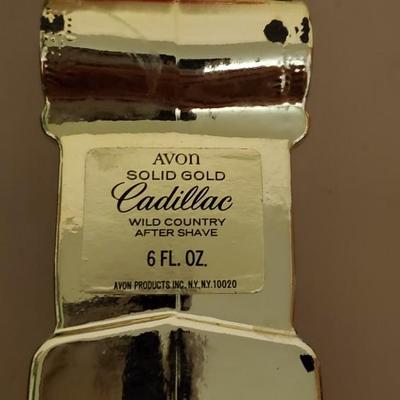 AVON
SOLID GOLD
Cadillac
WILD COUNTRY
AFTER SHAVE
6 FL. OZ.
AVON PRODUCTS INC. N.Y., N.Y. 10020